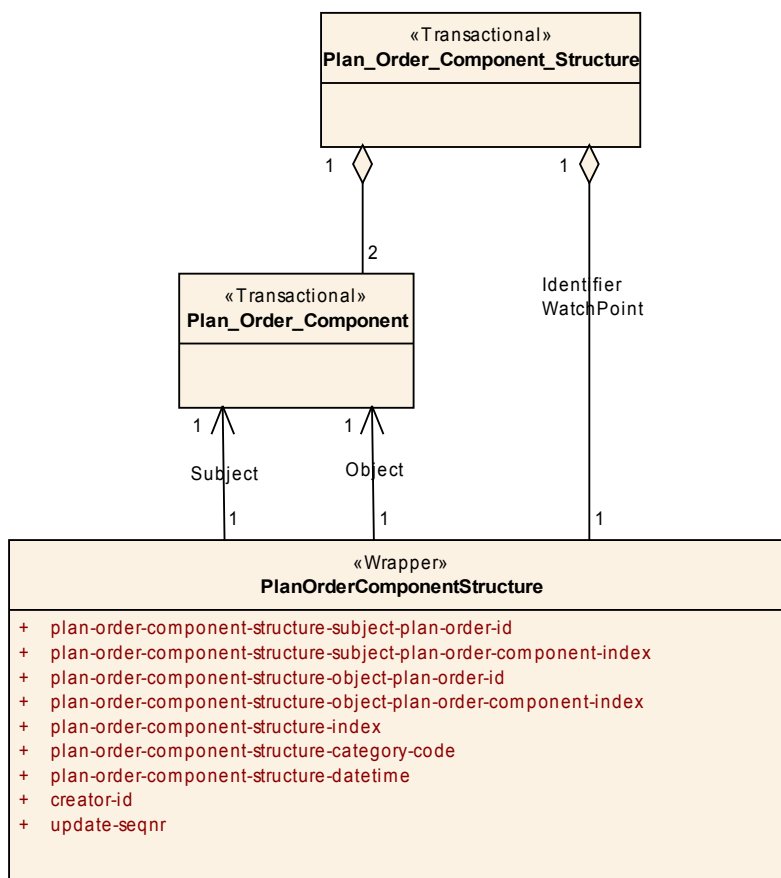 «Transactional»
Plan_Order_Component_Structure
1
1
2
Identifier
WatchPoint
«Transactional»
Plan_Order_Component
1
1
Subject
Object
1
1
1
«Wrapper»
PlanOrderComponentStructure
+ plan-order-component-structure-subject-plan-order-id
+ plan-order-component-structure-subject-plan-order-component-index
+ plan-order-component-structure-object-plan-order-id
+ plan-order-component-structure-object-plan-order-component-index
+ plan-order-component-structure-index
+ plan-order-component-structure-category-code
+ plan-order-component-structure-datetime
+ creator-id
+ update-seqnr